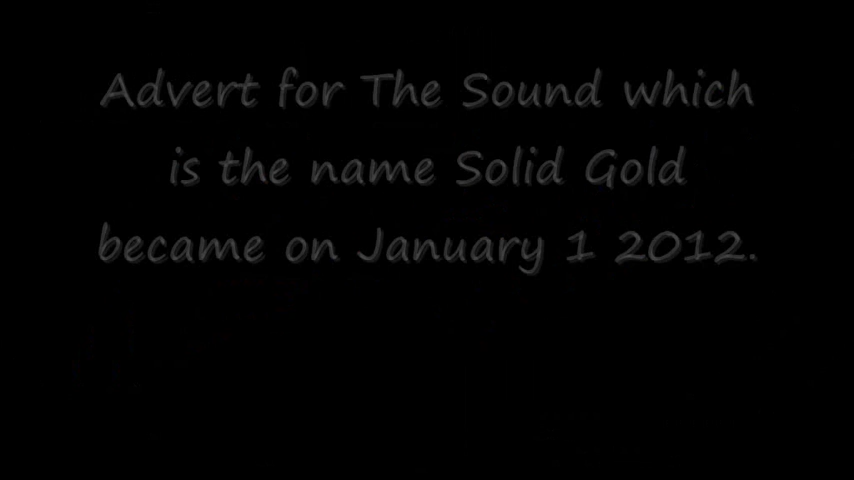 Advert for The Sound which
is the name Solid Gold
became on January 1 2012.